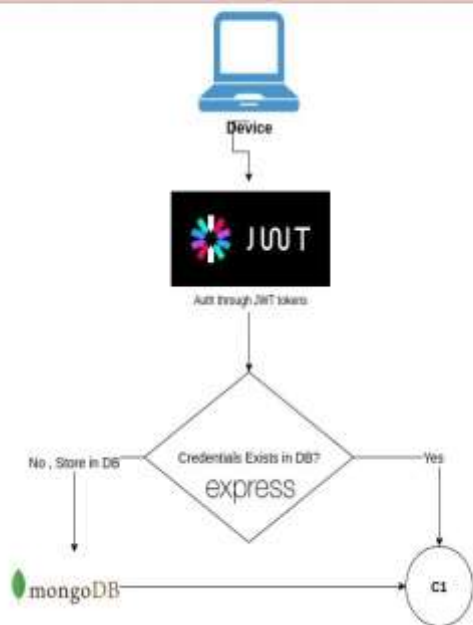 Device
JWT
Auth through JWT tokens
Credentials Exists in DB?
express
No , Store in DB
Yes
mongoDB
C1